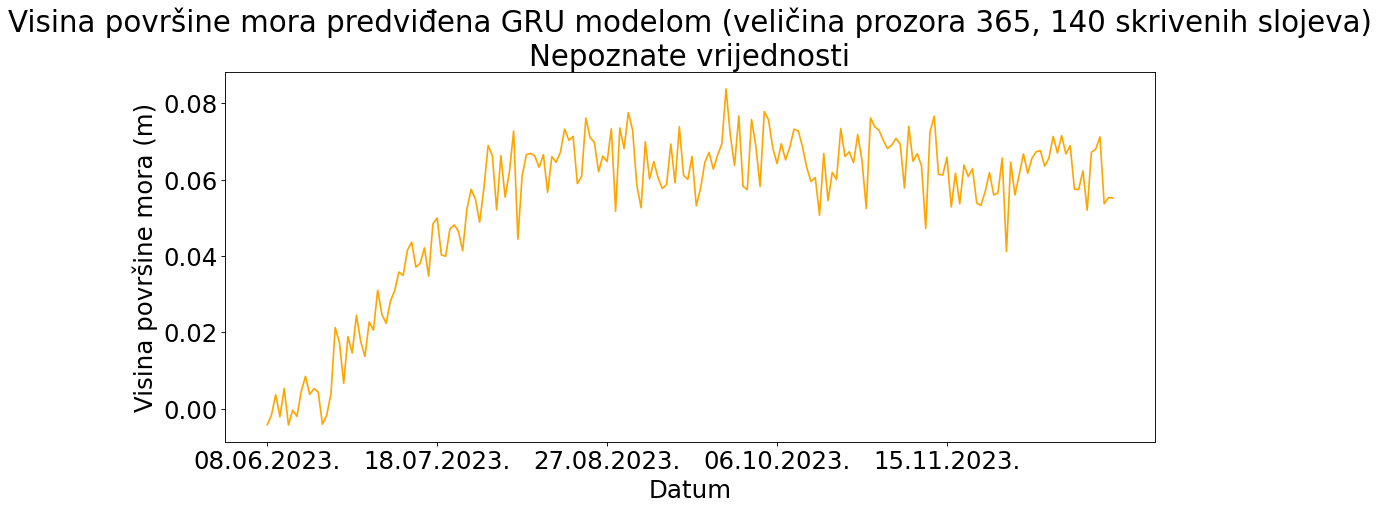 Visina površine mora predviđena GRU modelom (veličina prozora 365, 140 skrivenih slojeva)
Nepoznate vrijednosti
Visina površine mora (m)
0.08
0.06
0.04
0.02
0.00
08.06.2023. 18.07.2023. 27.08.2023. 06.10.2023. 15.11.2023.
Datum